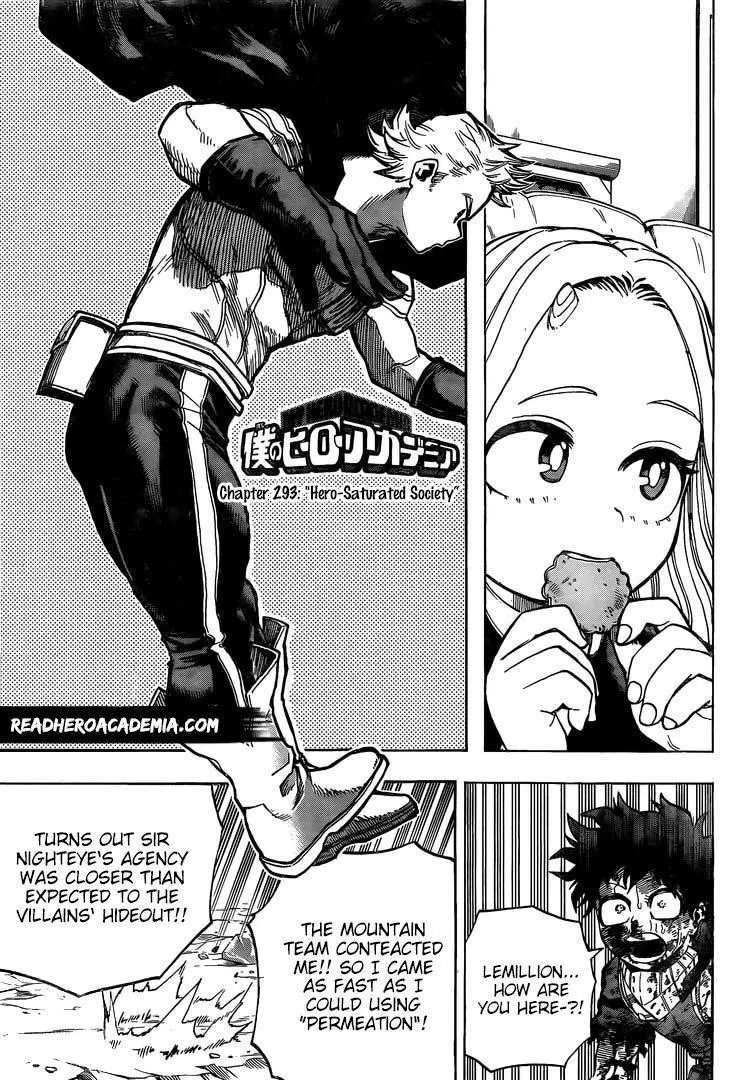 僕のヒーローアカデミア
Chapter 293: "Hero-Saturated Society"
READHEROACADEMIA.COM
LEMILLION...
HOW ARE
YOU HERE-?!
THE MOUNTAIN
TEAM CONTEACTED
ME!! SO I CAME
AS FAST AS I
COULD USING
"PERMEATION"!
TURNS OUT SIR
NIGHTEYE'S AGENCY
WAS CLOSER THAN
EXPECTED TO THE
VILLAINS' HIDEOUT!!